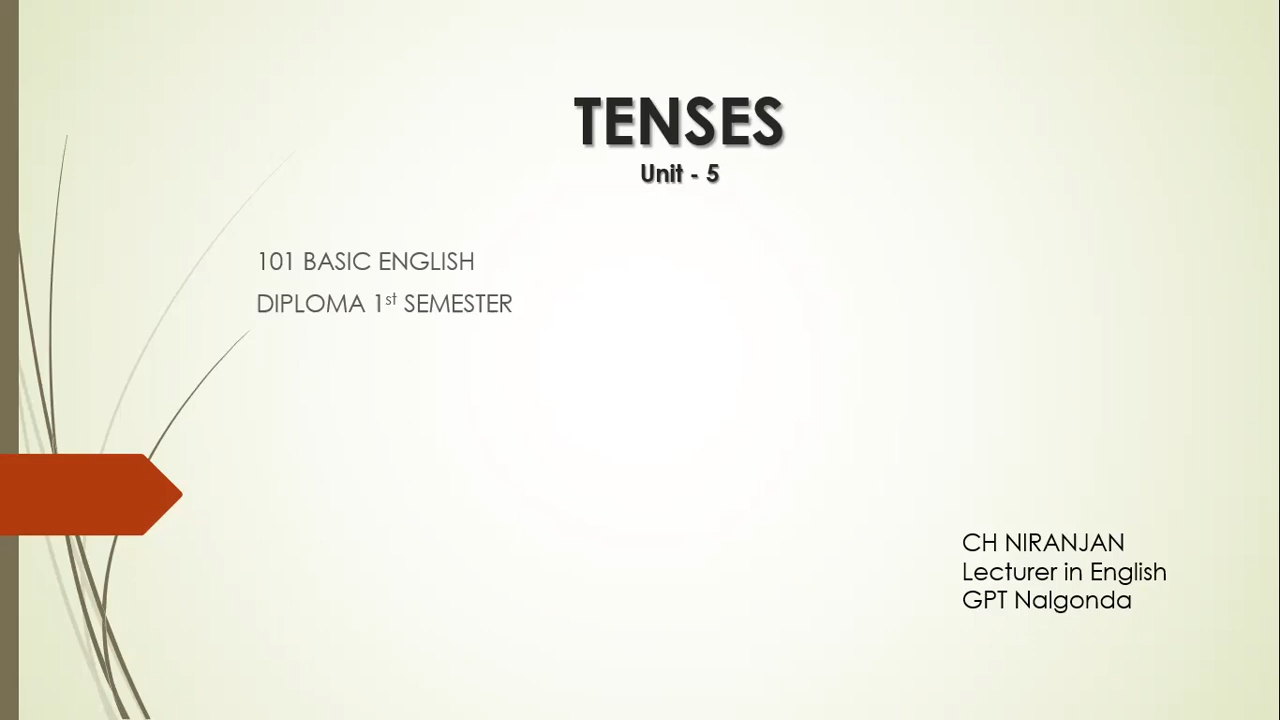 TENSES
Unit - 5
101 BASIC ENGLISH
DIPLOMA 1st SEMESTER
CH NIRANJAN
Lecturer in English
GPT Nalgonda